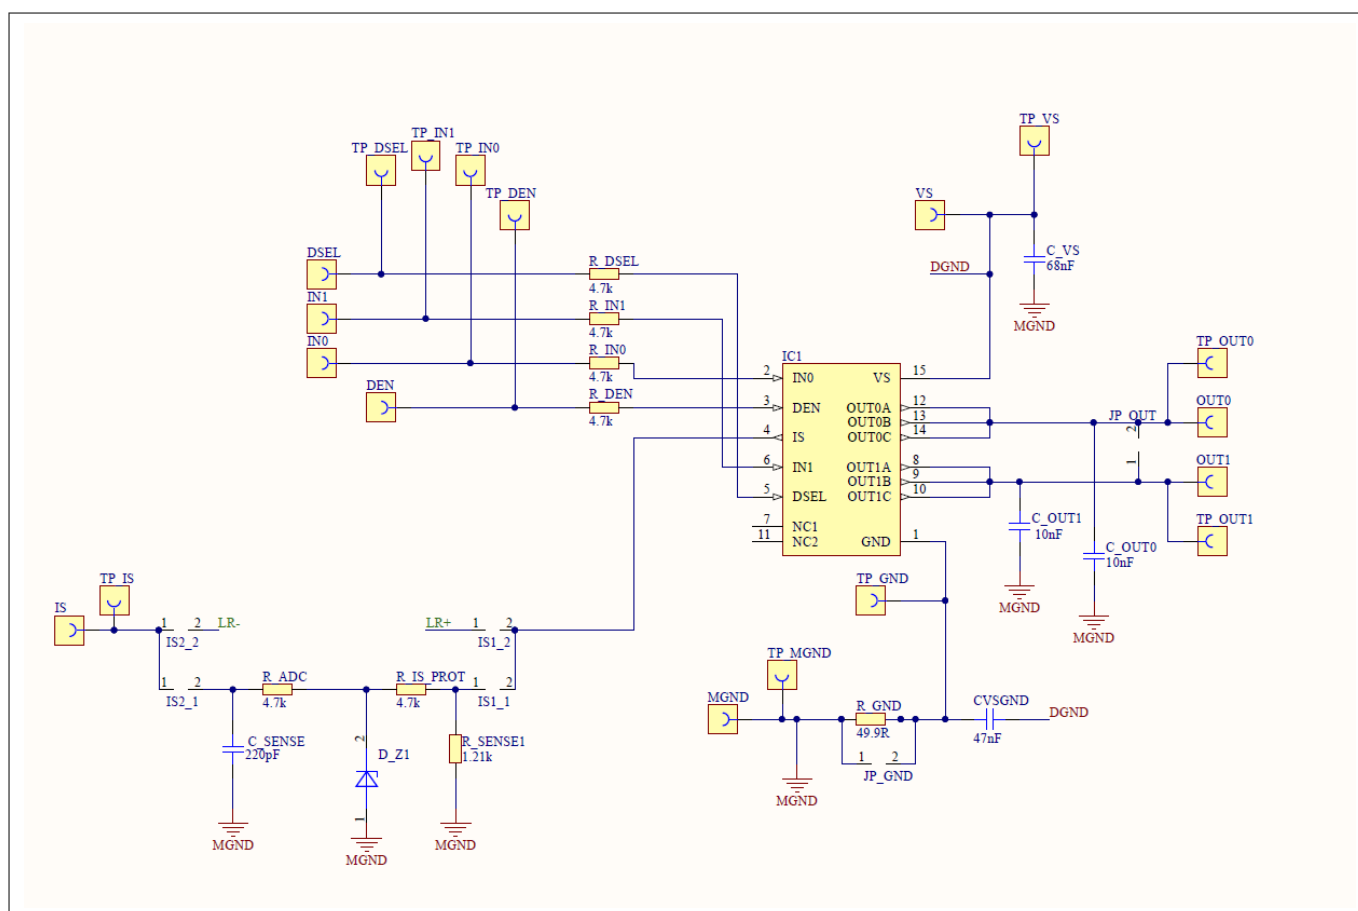 TP_VS
TP_IN1
TP_DSEL
TP_IN0
TP_DEN
VS
DSEL
R_DSEL
4.7k
DGND
C_VS
68nF
MGND
IN1
R_IN1
4.7k
IN0
R_IN0
4.7k
DEN
R_DEN
4.7k
IC1
2 IN0 VS 15
3 DEN OUT0A 12
OUT0B 13
4 IS OUT0C 14
6 IN1 OUT1A 8
OUT1B 9
5 DSEL OUT1C 10
7 NC1
11 NC2 GND 1
TP_OUT0
OUT0
JP_OUT
2
1
OUT1
TP_OUT1
C_OUT1
10nF
MGND
C_OUT0
10nF
MGND
TP_GND
TP_IS
IS
1 2 LR-
IS2_2
LR+ 1 2
IS1_2
1 2
IS2_1
R_ADC
4.7k
R_IS_PROT
4.7k
1 2
IS1_1
C_SENSE
220pF
MGND
2
D_Z1
1
MGND
R_SENSE1
1.21k
MGND
TP_MGND
MGND
R_GND
49.9R
1 2
JP_GND
MGND
CVSGND
47nF
DGND